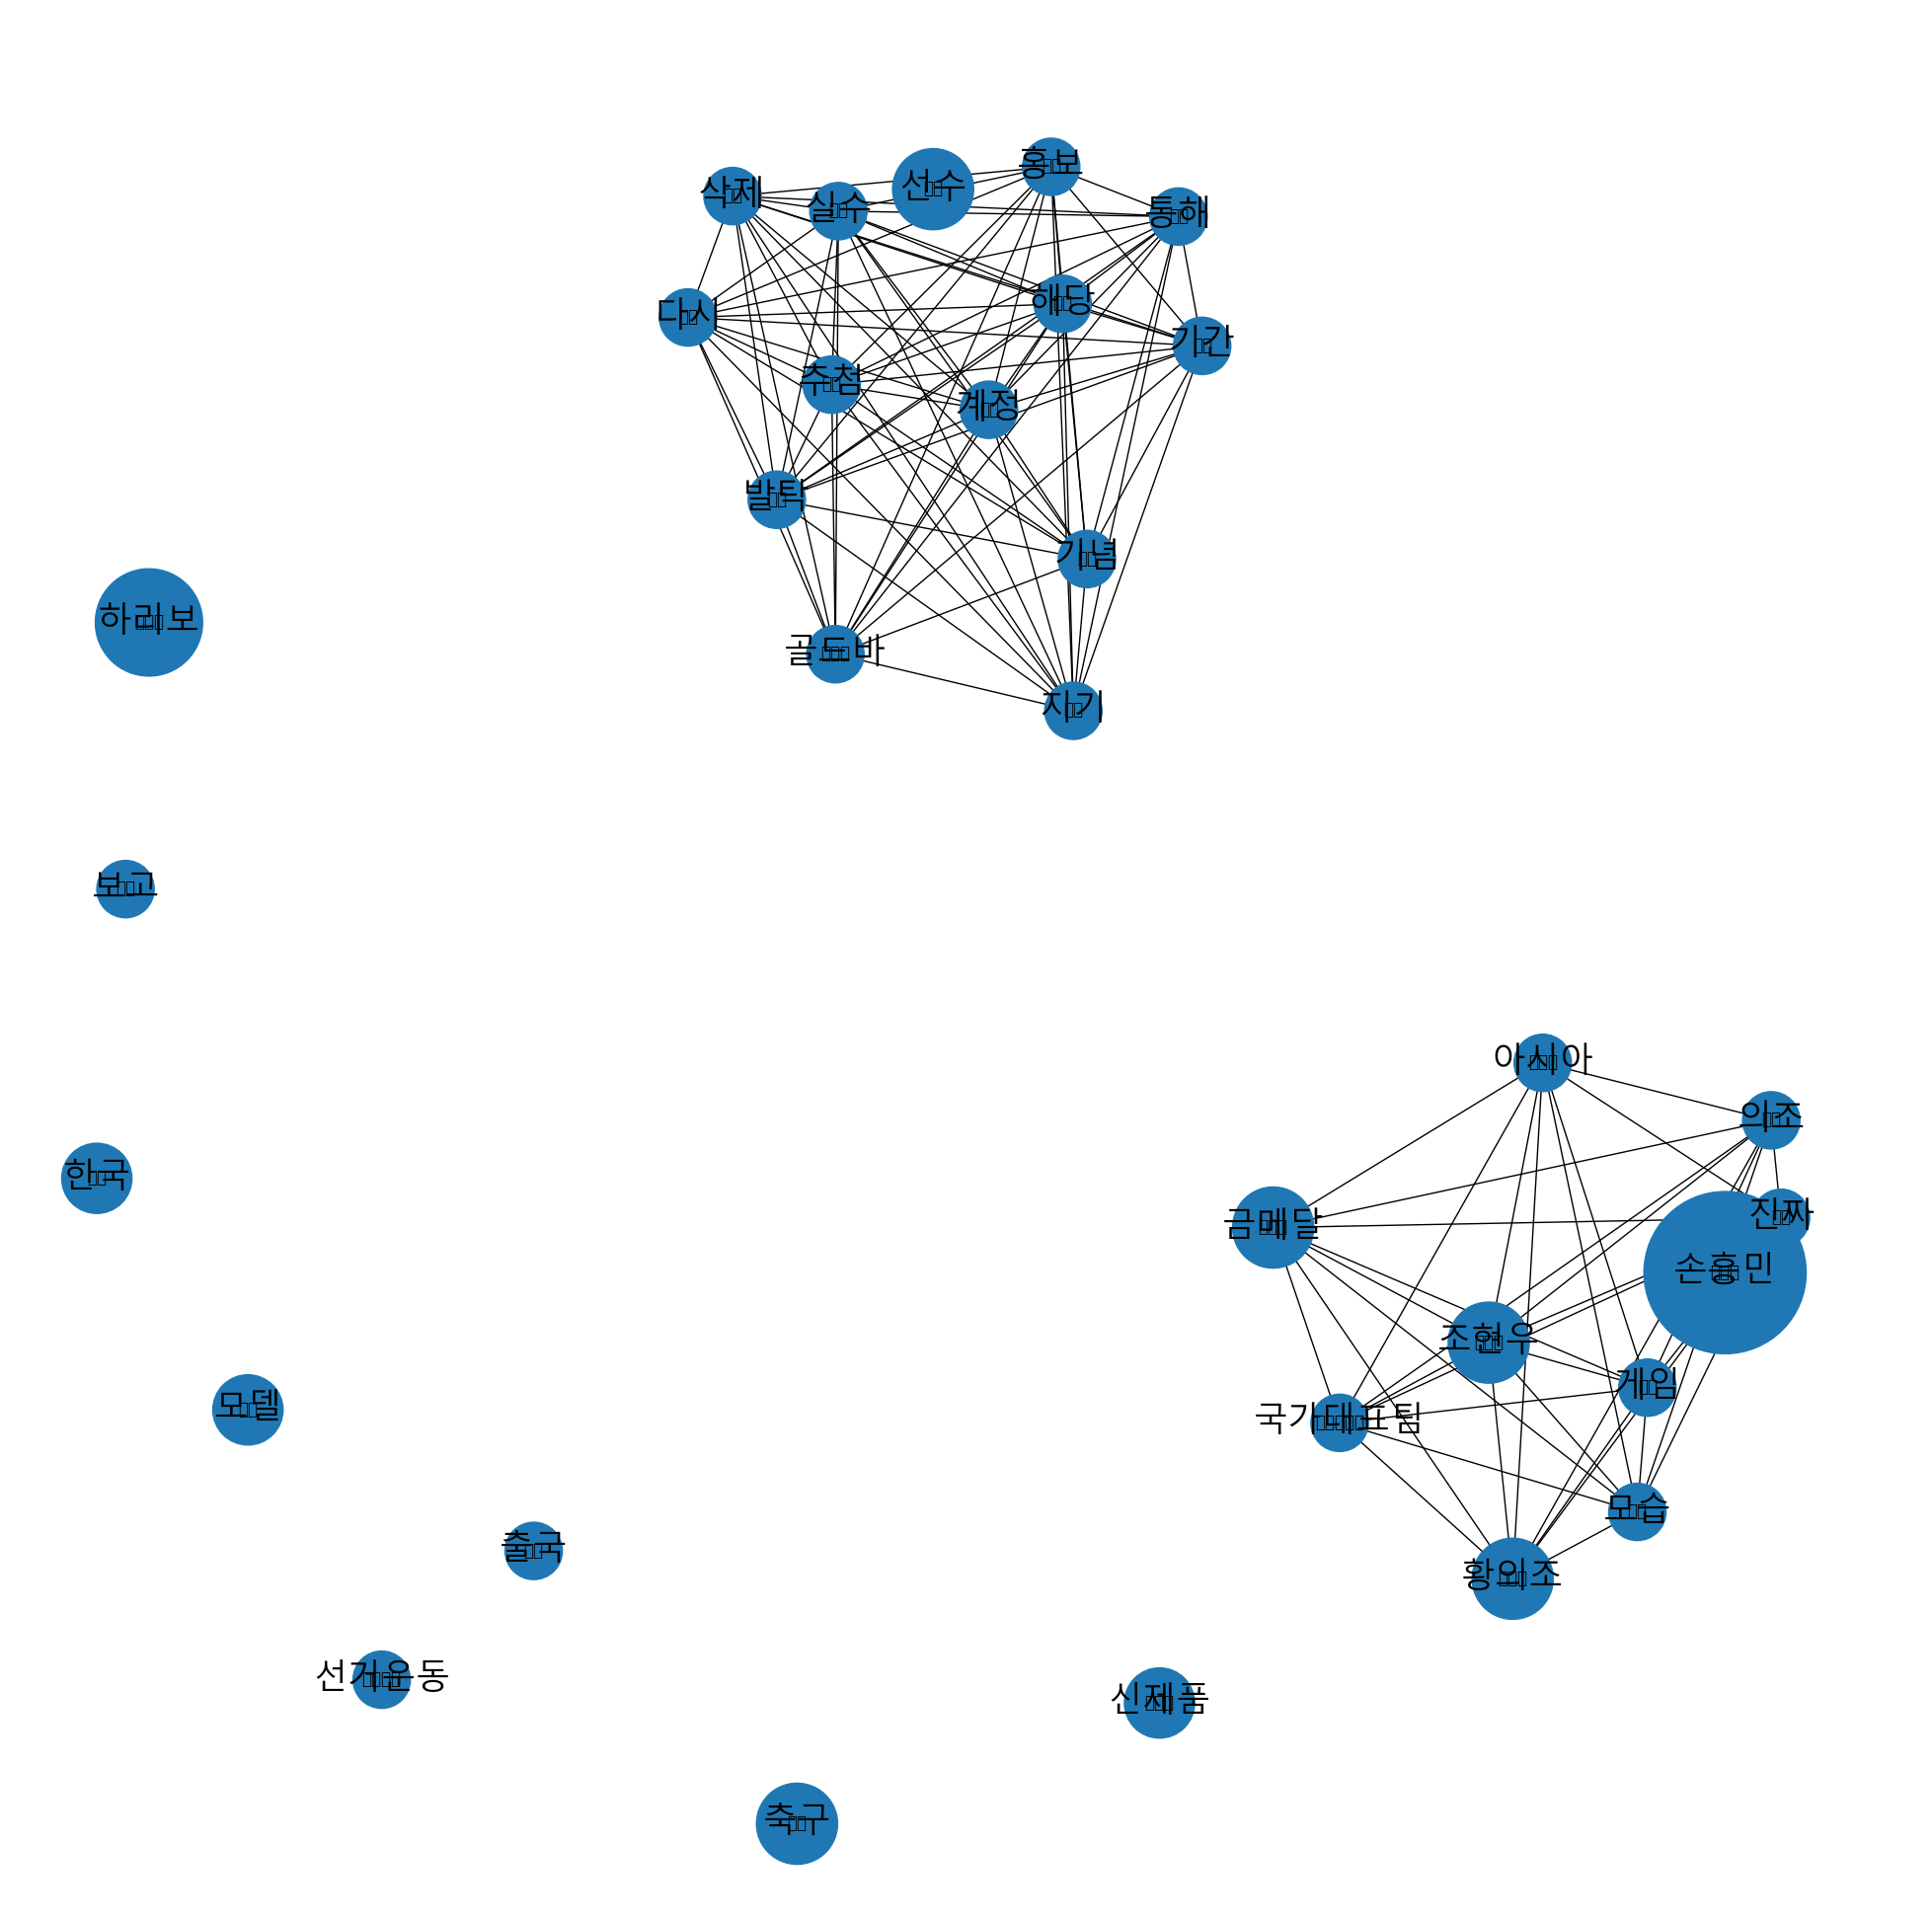 홍보
선수
삭제
실수
통해
해당
다시
기간
추첨
계정
발탁
기념
하리보
골드바
지기
보고
아시아
의조
한국
진짜
금메달
손흥민
조현우
게임
모델
국가대표팀
모습
출국
황의조
선거운동
신제품
축구